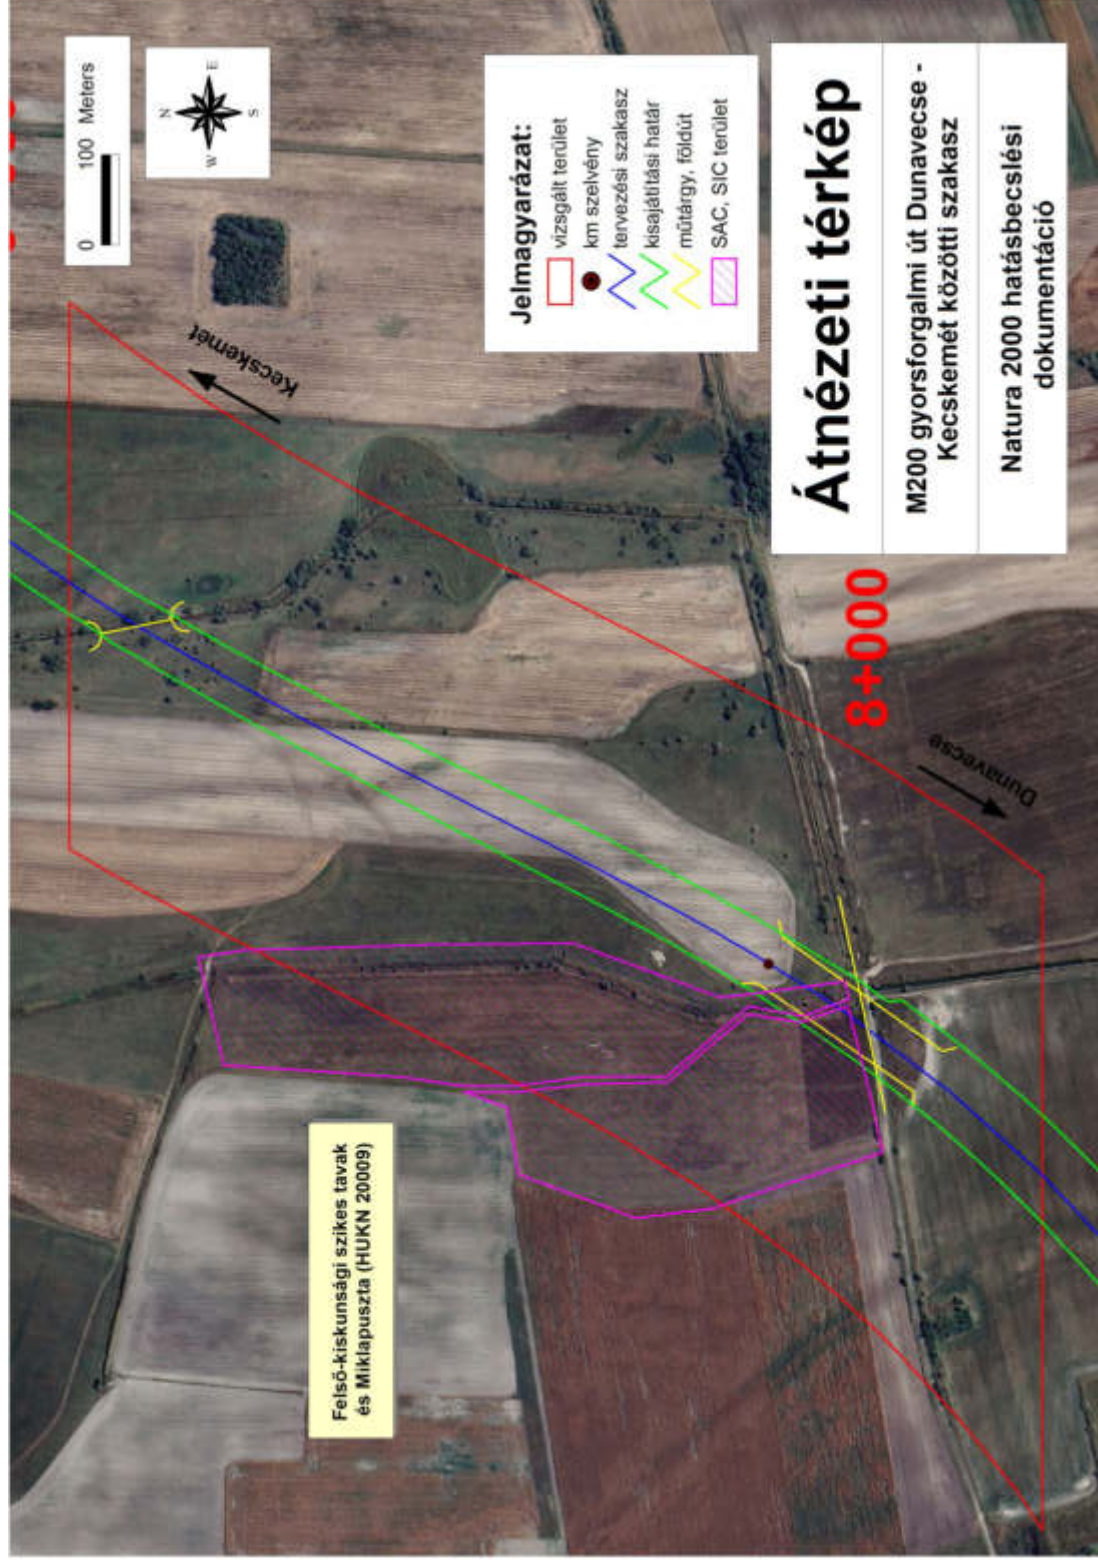 0 100 Meters
N
E
S
W
Jelmagyarázat:
vizsgált terület
km szelvény
tervezési szakasz
kisajátítási határ
műtárgy, földút
SAC, SIC terület
Átnézeti térkép
M200 gyorsforgalmi út Dunavecse -
Kecskemét közötti szakasz
Natura 2000 hatásbecslési
dokumentáció
Kecskemét
8+000
Dunavecse
Felső-kiskunsági szikes tavak
és Miklapuszta (HUKN 20009)